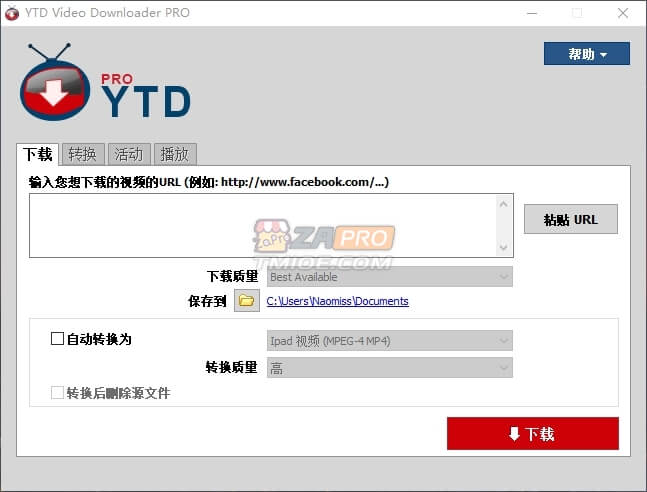 YTD Video Downloader PRO
帮助
PRO
YTD
下载 转换 活动 播放
输入您想下载的视频的URL (例如: http://www.facebook.com/...)
粘贴 URL
ZAPRO
ZAPRO
TMIOE.COM
下载质量 Best Available
保存到 C:\Users\Naomiss\Documents
自动转换为 Ipad 视频 (MPEG-4 MP4)
转换质量 高
转换后删除源文件
下载